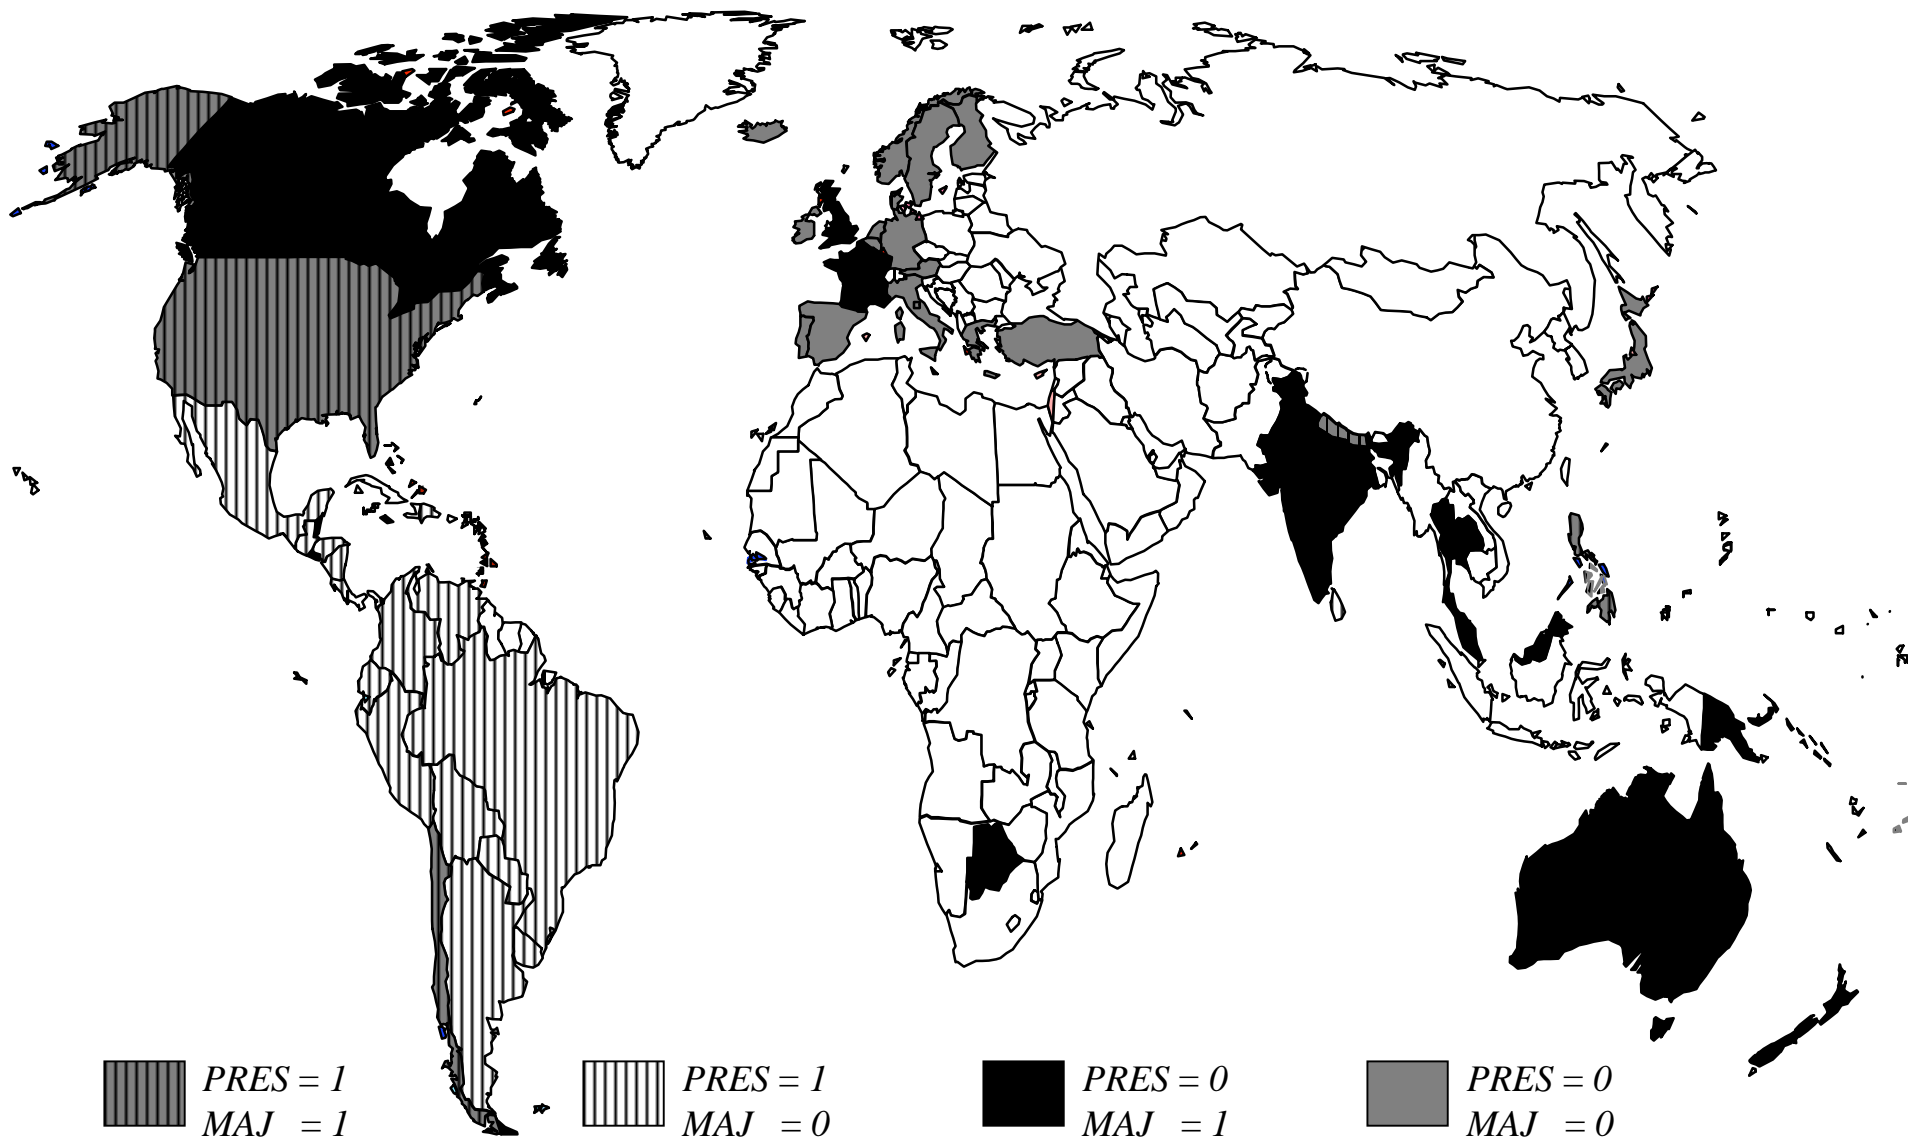 PRES = 1 PRES = 1 PRES = 0 PRES = 0
MAJ = 1 MAJ = 0 MAJ = 1 MAJ = 0